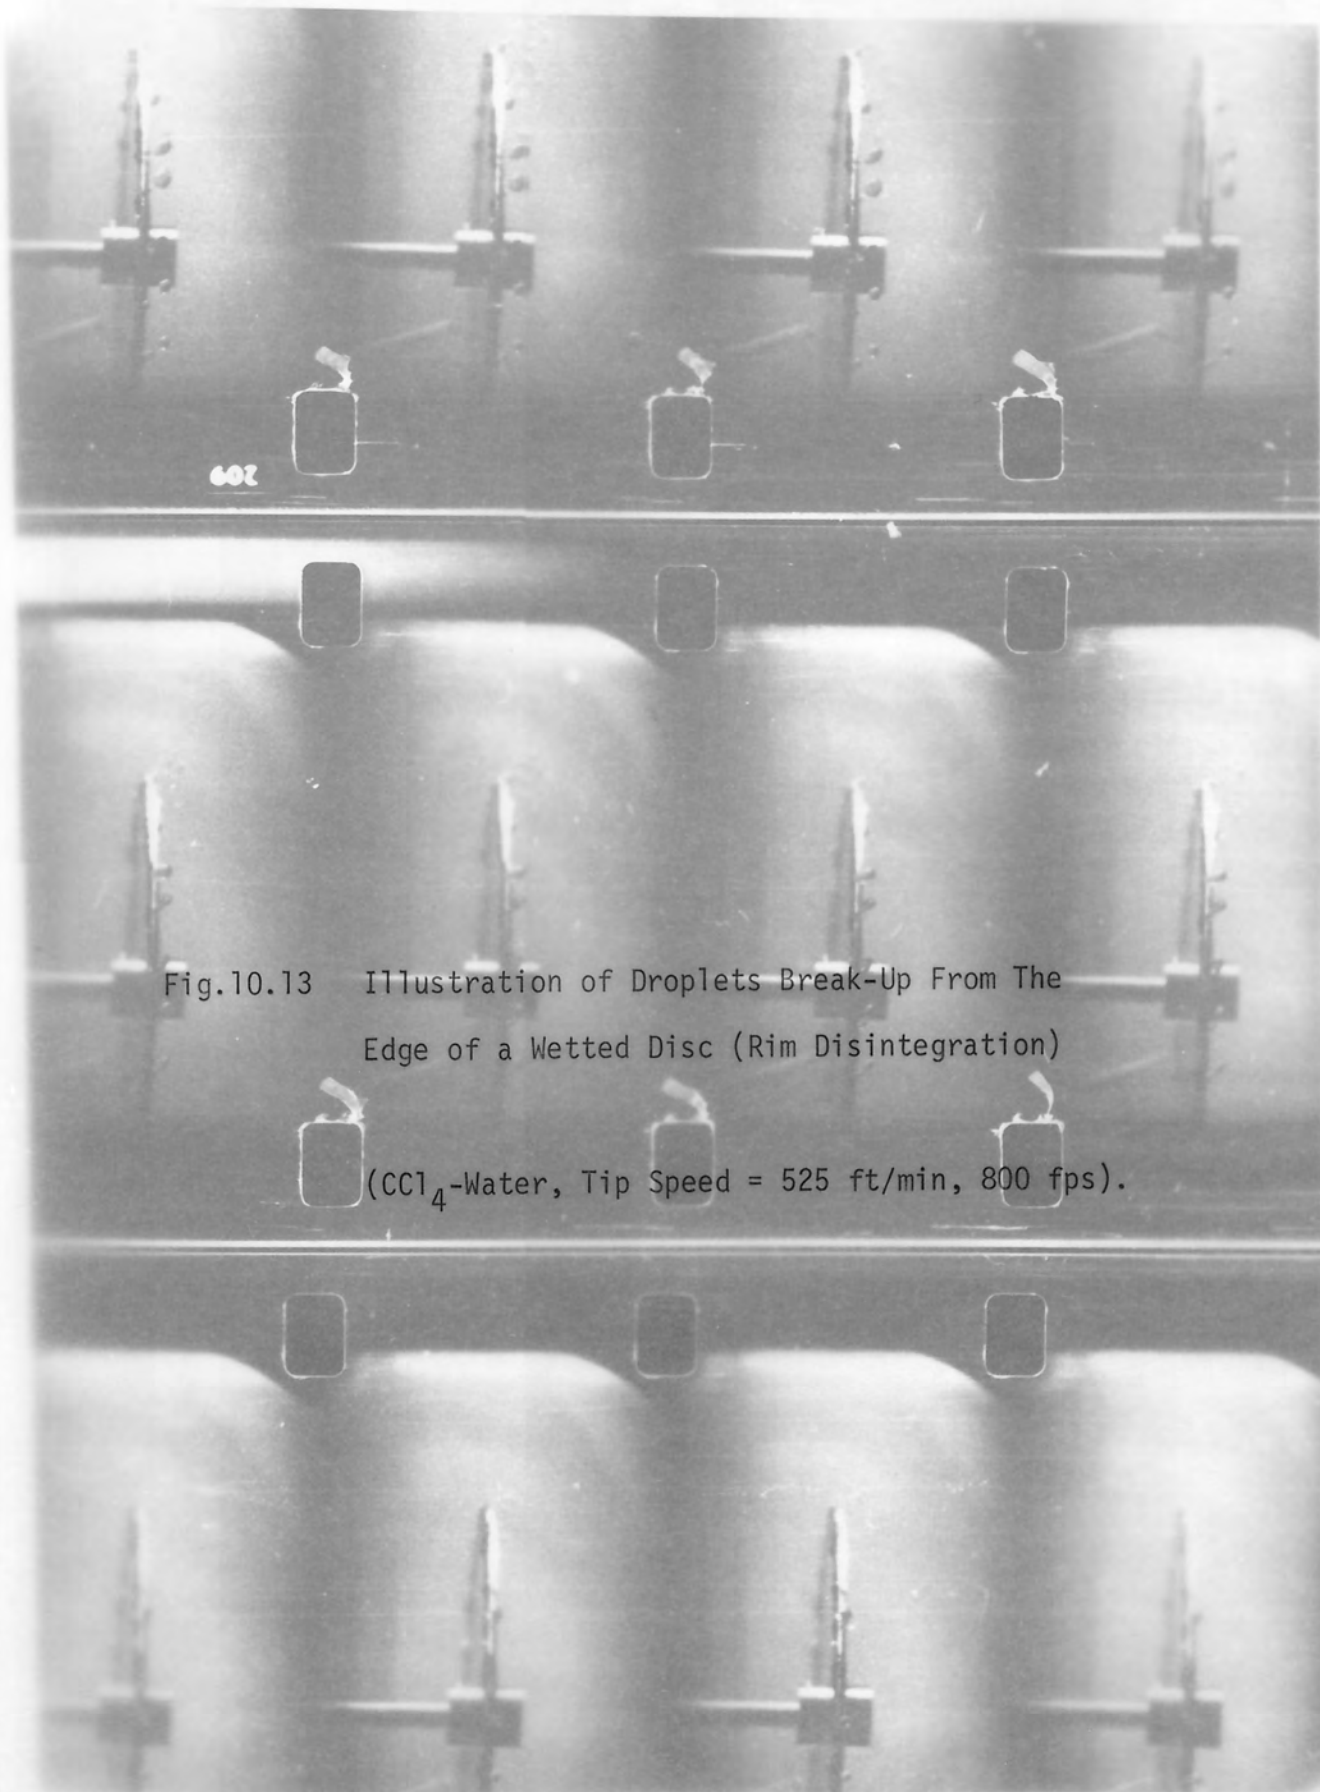 Fig.10.13 Illustration of Droplets Break-Up From The
Edge of a Wetted Disc (Rim Disintegration)
(CCl4-Water, Tip Speed = 525 ft/min, 800 fps).